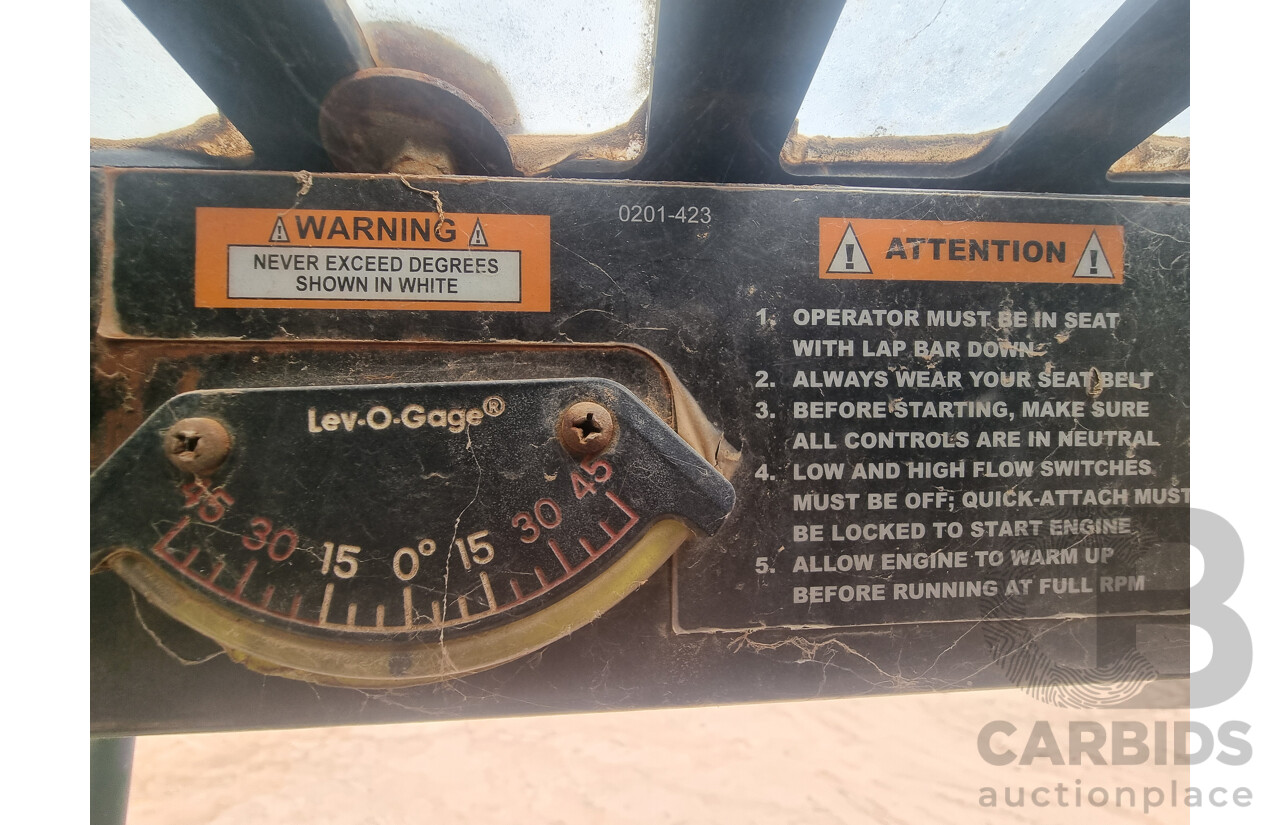 WARNING
NEVER EXCEED DEGREES
SHOWN IN WHITE
0201-423
ATTENTION
1. OPERATOR MUST BE IN SEAT
WITH LAP BAR DOWN
2. ALWAYS WEAR YOUR SEAT BELT
3. BEFORE STARTING, MAKE SURE
ALL CONTROLS ARE IN NEUTRAL
4. LOW AND HIGH FLOW SWITCHES
MUST BE OFF; QUICK-ATTACH MUST
BE LOCKED TO START ENGINE
5. ALLOW ENGINE TO WARM UP
BEFORE RUNNING AT FULL RPM
Lev-O-Gage®
45 30 15 0° 15 30 45
CB
CARBIDS
auctionplace